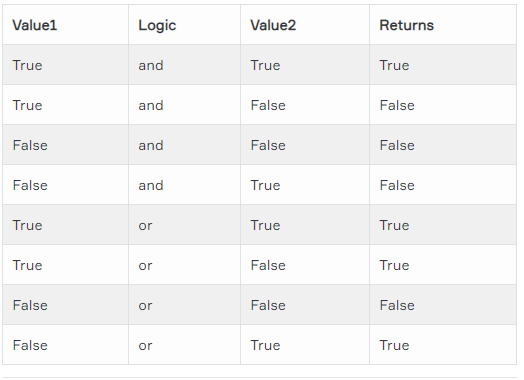 Value1 Logic Value2 Returns
True and True True
True and False False
False and False False
False and True False
True or True True
True or False True
False or False False
False or True True